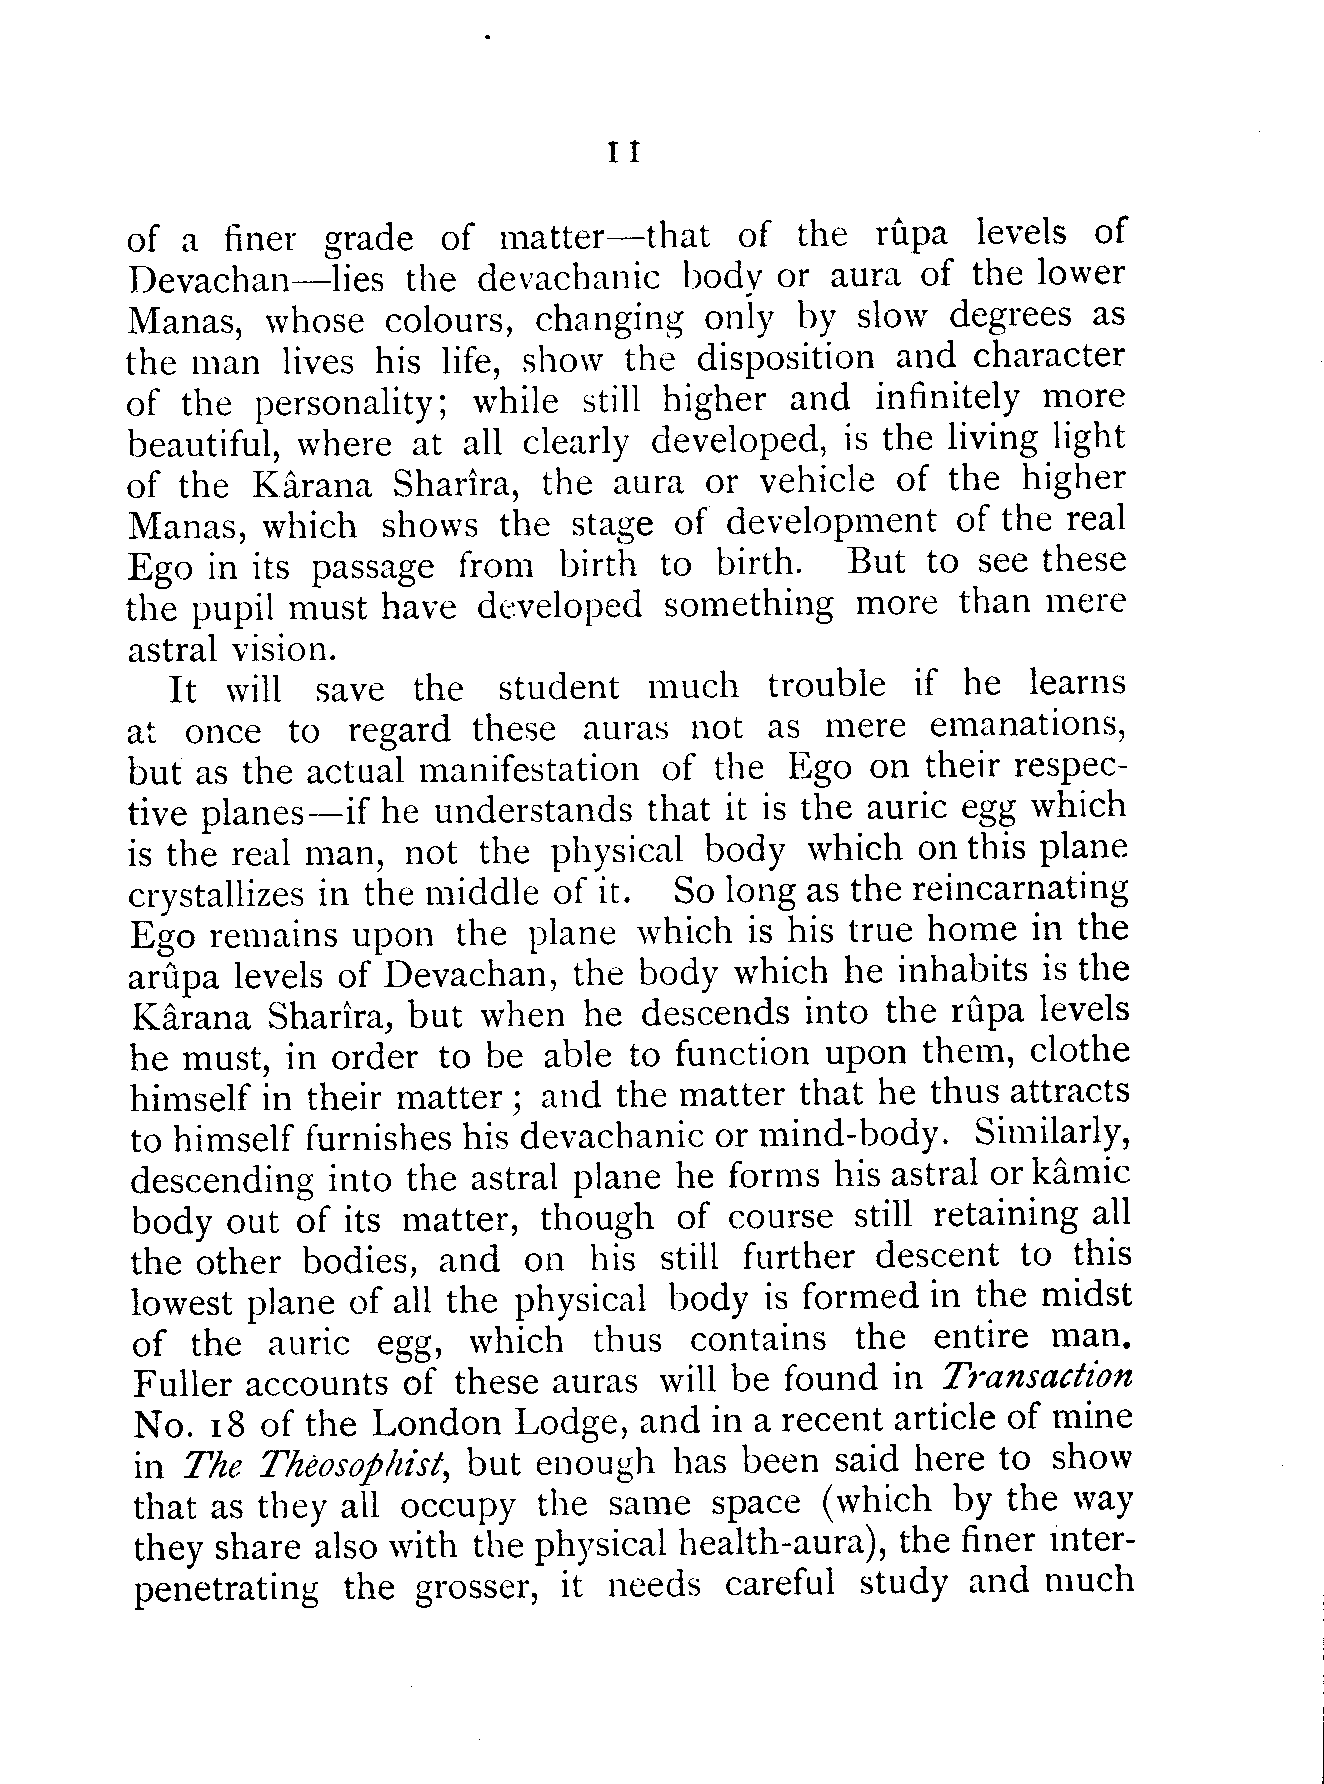 11
of a finer grade of matter—that of the rûpa levels of
Devachan—lies the devachanic body or aura of the lower
Manas, whose colours, changing only by slow degrees as
the man lives his life, show the disposition and character
of the personality; while still higher and infinitely more
beautiful, where at all clearly developed, is the living light
of the Kârana Sharîra, the aura or vehicle of the higher
Manas, which shows the stage of development of the real
Ego in its passage from birth to birth. But to see these
the pupil must have developed something more than mere
astral vision.
It will save the student much trouble if he learns
at once to regard these auras not as mere emanations,
but as the actual manifestation of the Ego on their respec-
tive planes—if he understands that it is the auric egg which
is the real man, not the physical body which on this plane
crystallizes in the middle of it. So long as the reincarnating
Ego remains upon the plane which is his true home in the
arûpa levels of Devachan, the body which he inhabits is the
Kârana Sharîra, but when he descends into the rûpa levels
he must, in order to be able to function upon them, clothe
himself in their matter; and the matter that he thus attracts
to himself furnishes his devachanic or mind-body. Similarly,
descending into the astral plane he forms his astral or kâmic
body out of its matter, though of course still retaining all
the other bodies, and on his still further descent to this
lowest plane of all the physical body is formed in the midst
of the auric egg, which thus contains the entire man.
Fuller accounts of these auras will be found in Transaction
No. 18 of the London Lodge, and in a recent article of mine
in The Theosophist, but enough has been said here to show
that as they all occupy the same space (which by the way
they share also with the physical health-aura), the finer inter-
penetrating the grosser, it needs careful study and much